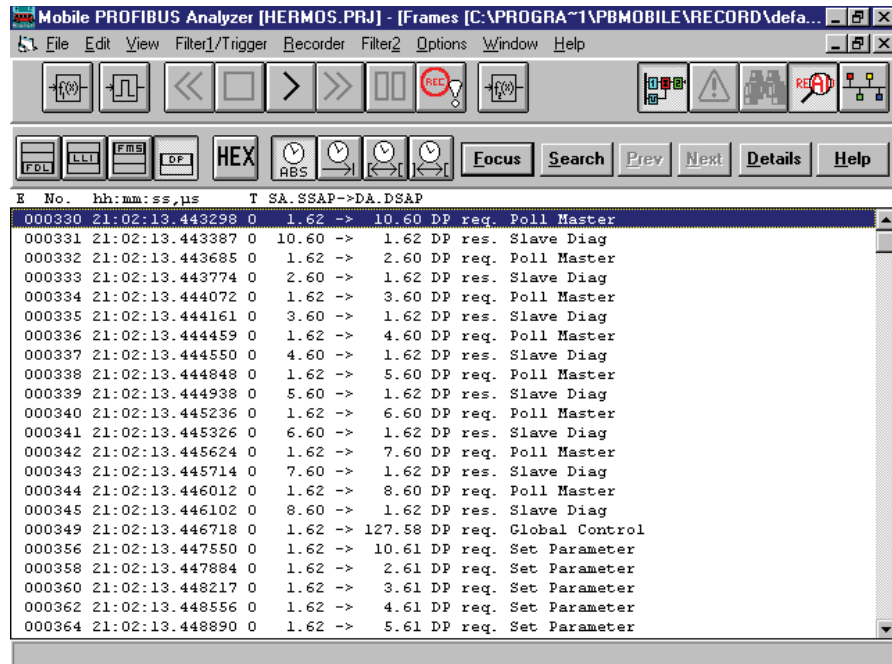 Mobile PROFIBUS Analyzer [HERMOS.PRJ] - [Frames [C:\PROGRA~1\PBMOBILE\RECORD\defa...
File Edit View Filter1/Trigger Recorder Filter2 Options Window Help
f(x) REC f(x) REC A
FDL LLI FMS DP HEX ABS Focus Search Prev Next Details Help
E No. hh:mm:ss,µs T SA.SSAP->DA.DSAP
000330 21:02:13.443298 0 1.62 -> 10.60 DP req. Poll Master
000331 21:02:13.443387 0 10.60 -> 1.62 DP res. Slave Diag
000332 21:02:13.443685 0 1.62 -> 2.60 DP req. Poll Master
000333 21:02:13.443774 0 2.60 -> 1.62 DP res. Slave Diag
000334 21:02:13.444072 0 1.62 -> 3.60 DP req. Poll Master
000335 21:02:13.444161 0 3.60 -> 1.62 DP res. Slave Diag
000336 21:02:13.444459 0 1.62 -> 4.60 DP req. Poll Master
000337 21:02:13.444550 0 4.60 -> 1.62 DP res. Slave Diag
000338 21:02:13.444848 0 1.62 -> 5.60 DP req. Poll Master
000339 21:02:13.444938 0 5.60 -> 1.62 DP res. Slave Diag
000340 21:02:13.445236 0 1.62 -> 6.60 DP req. Poll Master
000341 21:02:13.445326 0 6.60 -> 1.62 DP res. Slave Diag
000342 21:02:13.445624 0 1.62 -> 7.60 DP req. Poll Master
000343 21:02:13.445714 0 7.60 -> 1.62 DP res. Slave Diag
000344 21:02:13.446012 0 1.62 -> 8.60 DP req. Poll Master
000345 21:02:13.446102 0 8.60 -> 1.62 DP res. Slave Diag
000349 21:02:13.446718 0 1.62 -> 127.58 DP req. Global Control
000356 21:02:13.447550 0 1.62 -> 10.61 DP req. Set Parameter
000358 21:02:13.447884 0 1.62 -> 2.61 DP req. Set Parameter
000360 21:02:13.448217 0 1.62 -> 3.61 DP req. Set Parameter
000362 21:02:13.448556 0 1.62 -> 4.61 DP req. Set Parameter
000364 21:02:13.448890 0 1.62 -> 5.61 DP req. Set Parameter